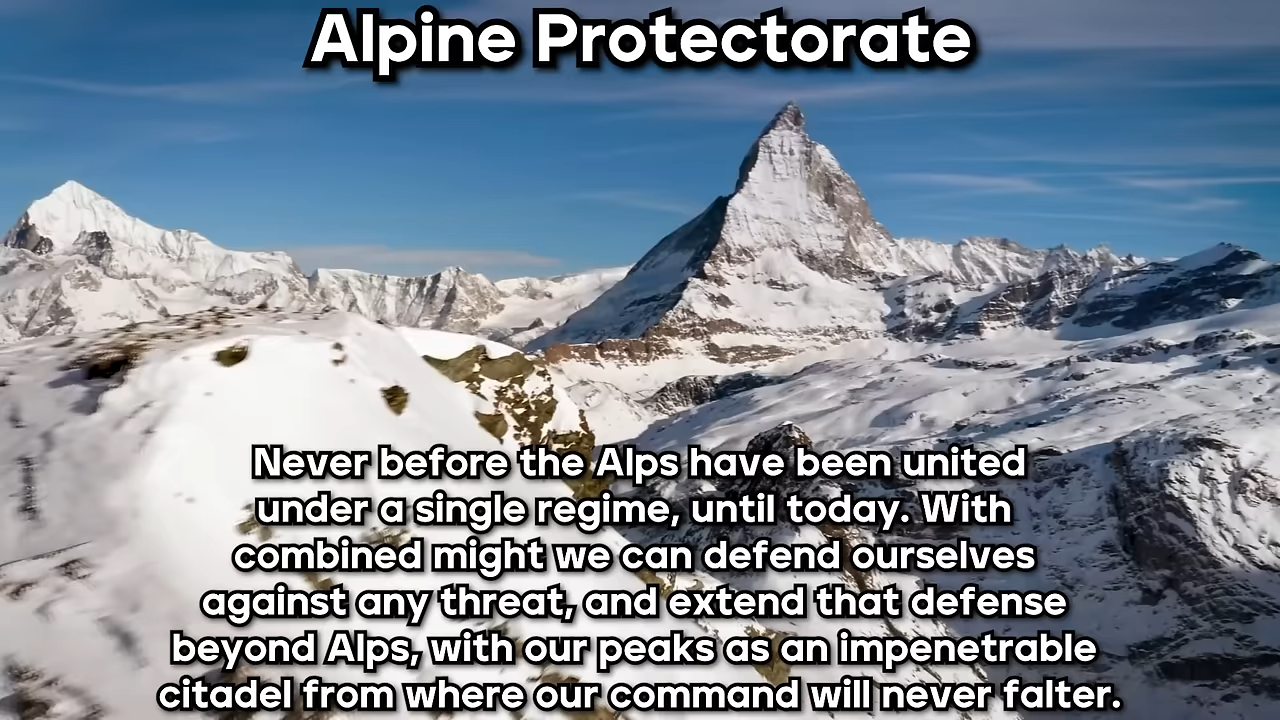 Alpine Protectorate
Never before the Alps have been united
under a single regime, until today. With
combined might we can defend ourselves
against any threat, and extend that defense
beyond Alps, with our peaks as an impenetrable
citadel from where our command will never falter.